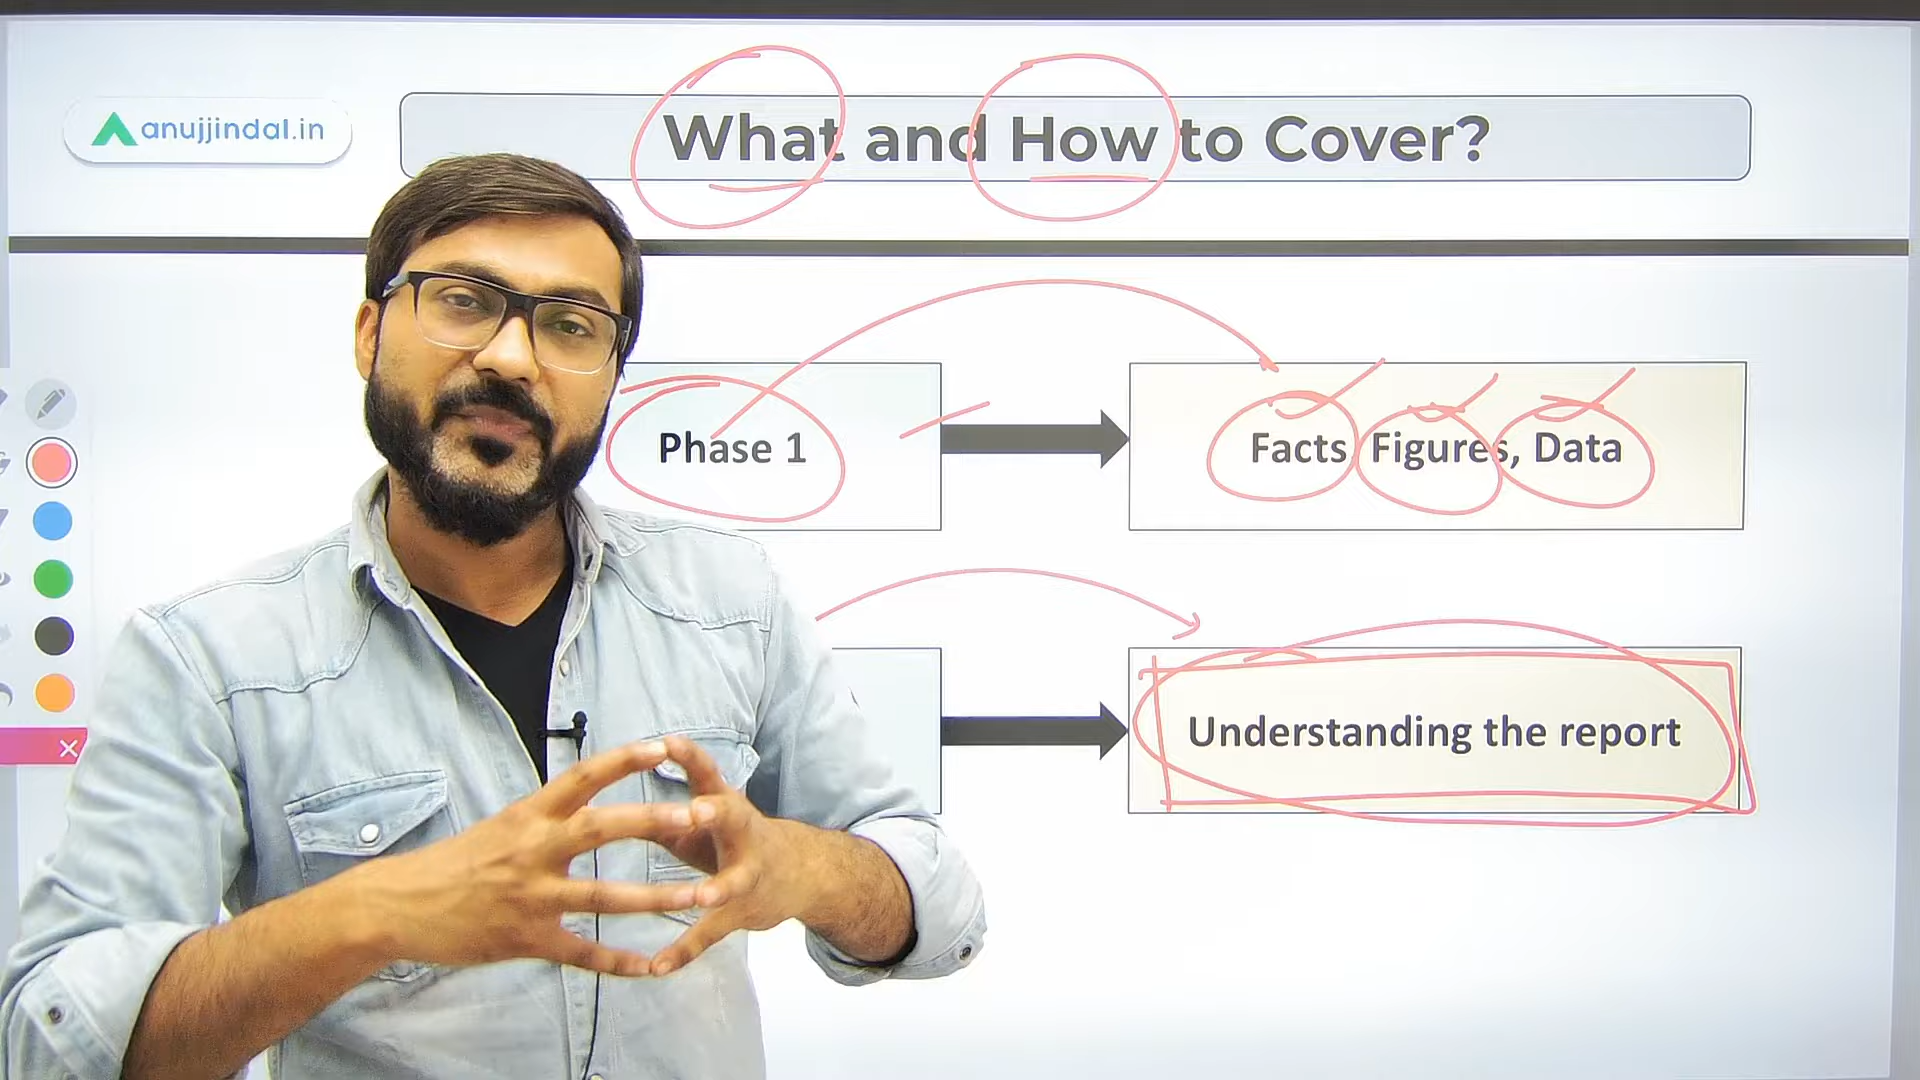 anujjindal.in
What and How to Cover?
Phase 1
Facts, Figures, Data
Understanding the report